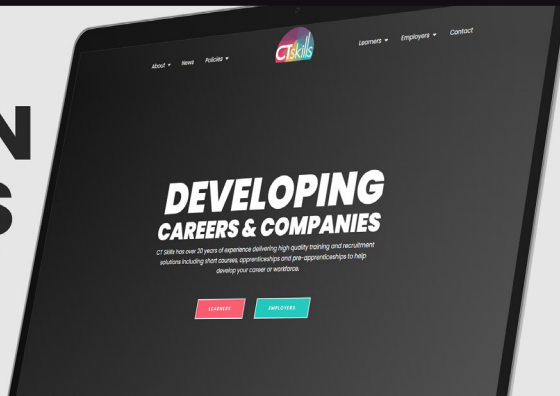 N
S
About
News
Policies
CTskills
Learners
Employers
Contact
DEVELOPING
CAREERS & COMPANIES
CT Skills has over 20 years of experience delivering high quality training and recruitment
solutions including short courses, apprenticeships and pre-apprenticeships to help
develop your career or workforce.
LEARNERS
EMPLOYERS